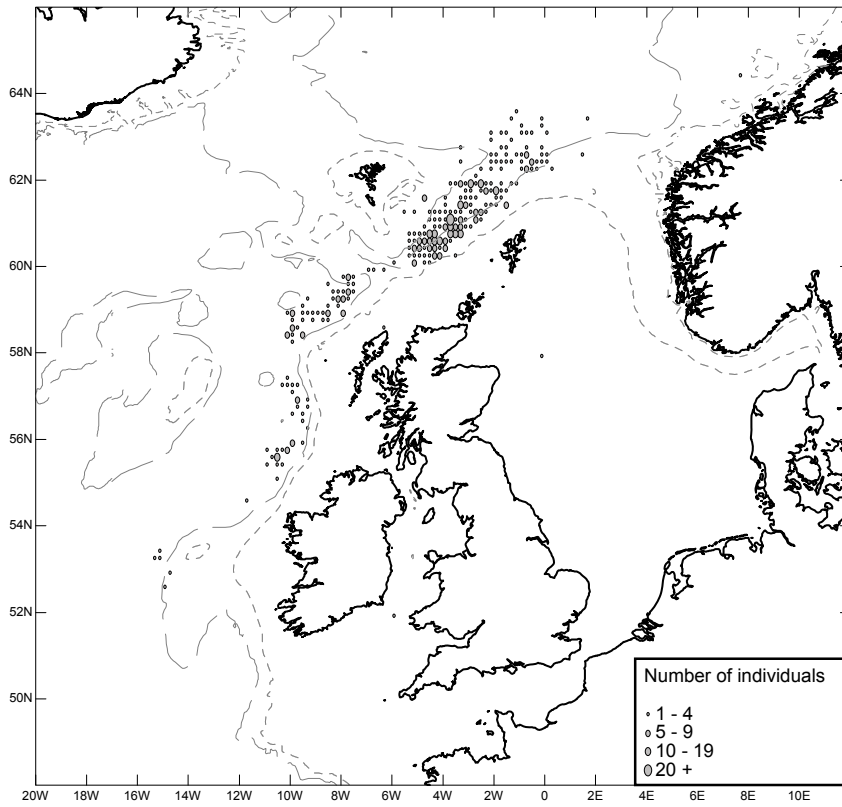 64N
62N
60N
58N
56N
54N
52N
50N
Number of individuals
1 - 4
5 - 9
10 - 19
20 +
20W 18W 16W 14W 12W 10W 8W 6W 4W 2W 0 2E 4E 6E 8E 10E